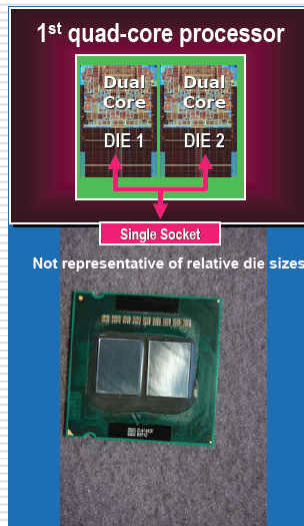 1st quad-core processor
Dual Dual
Core Core
DIE 1 DIE 2
Single Socket
Not representative of relative die sizes